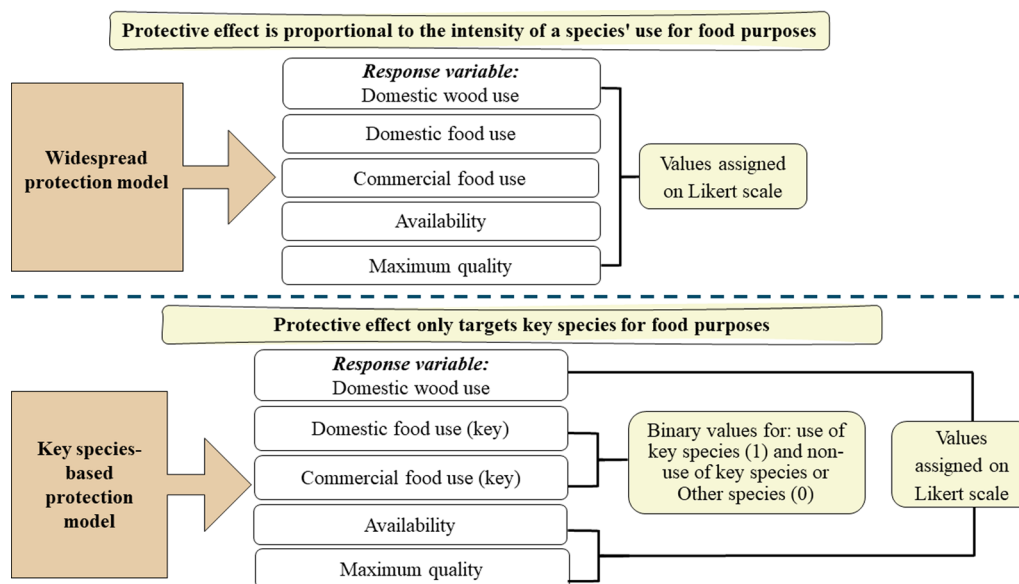 Protective effect is proportional to the intensity of a species' use for food purposes
Widespread
protection model
Response variable:
Domestic wood use
Domestic food use
Commercial food use
Availability
Maximum quality
Values assigned
on Likert scale
Protective effect only targets key species for food purposes
Key species-
based
protection
model
Response variable:
Domestic wood use
Domestic food use (key)
Commercial food use (key)
Availability
Maximum quality
Binary values for: use of
key species (1) and non-
use of key species or
Other species (0)
Values
assigned on
Likert scale